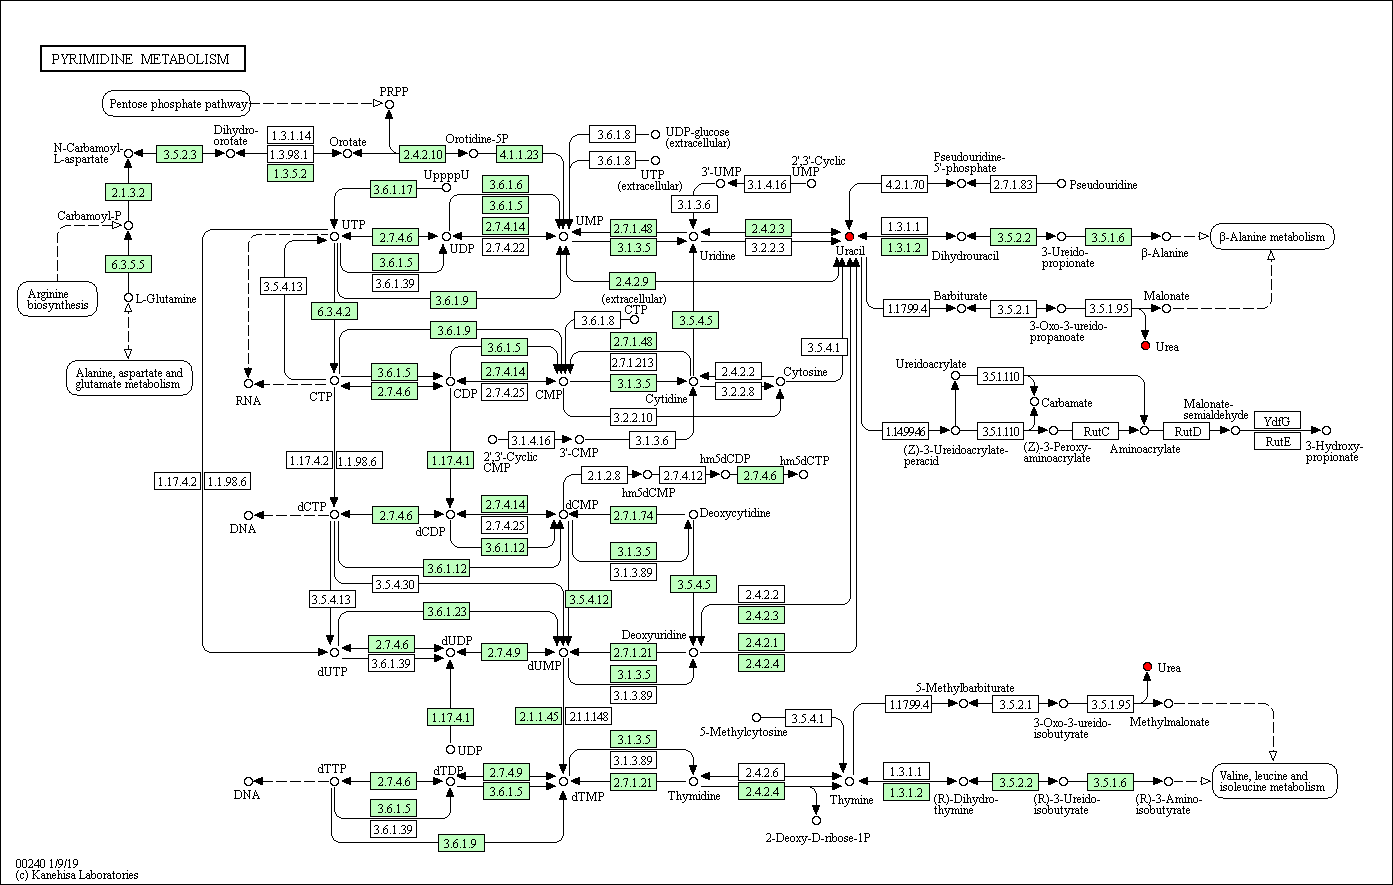 PYRIMIDINE METABOLISM
PRPP
Pentose phosphate pathway
N-Carbamoyl-
L-aspartate
3.5.2.3
Dihydro-
orotate
1.3.1.14
1.3.98.1
1.3.5.2
Orotate
2.4.2.10
Orotidine-5P
4.1.1.23
3.6.1.8
UDP-glucose
(extracellular)
3.6.1.8
UTP
(extracellular)
2.1.3.2
Carbamoyl-P
6.3.5.5
L-Glutamine
Arginine
biosynthesis
Alanine, aspartate and
glutamate metabolism
UppppU
3.6.1.17
3.6.1.6
3.6.1.5
UTP
2.7.4.6
UDP
2.7.4.14
2.7.4.22
UMP
3.6.1.5
3.6.1.39
3.6.1.9
2.7.1.48
3.1.3.5
Uridine
3'-UMP
3.1.4.16
2',3'-Cyclic
UMP
3.1.3.6
2.4.2.3
3.2.2.3
2.4.2.9
Uracil
4.2.1.70
Pseudouridine-
5'-phosphate
2.7.1.83
Pseudouridine
1.3.1.1
1.3.1.2
Dihydrouracil
3.5.2.2
3-Ureido-
propionate
3.5.1.6
β-Alanine
β-Alanine metabolism
1.1.99.4
Barbiturate
3.5.2.1
3-Oxo-3-ureido-
propanoate
3.5.1.95
Malonate
Urea
3.5.4.13
6.3.4.2
3.6.1.9
(extracellular)
CTP
3.6.1.8
3.5.4.5
RNA
CTP
3.6.1.5
2.7.4.6
CDP
3.6.1.5
2.7.4.14
2.7.4.25
CMP
2.7.1.48
2.7.1.213
3.1.3.5
Cytidine
2.4.2.2
3.2.2.8
Cytosine
3.5.4.1
3.2.2.10
2',3'-Cyclic
CMP
3.1.4.16
3'-CMP
3.1.3.6
Ureidoacrylate
3.5.1.110
Carbamate
1.14.99.46
(Z)-3-Ureidoacrylate-
peracid
3.5.1.110
(Z)-3-Peroxy-
aminoacrylate
RutC
Aminoacrylate
RutD
Malonate-
semialdehyde
YdfG
RutE
3-Hydroxy-
propionate
1.17.4.2
1.1.98.6
1.17.4.2
1.1.98.6
1.17.4.1
2.1.2.8
hm5dCMP
2.7.4.12
hm5dCDP
2.7.4.6
hm5dCTP
DNA
dCTP
2.7.4.6
dCDP
2.7.4.14
2.7.4.25
dCMP
2.7.1.74
Deoxycytidine
3.6.1.12
3.6.1.12
3.1.3.5
3.1.3.89
3.5.4.30
3.5.4.13
3.5.4.12
3.5.4.5
3.6.1.23
2.4.2.2
2.4.2.3
dUTP
2.7.4.6
3.6.1.39
dUDP
2.7.4.9
dUMP
Deoxyuridine
2.7.1.21
3.1.3.5
3.1.3.89
2.4.2.1
2.4.2.4
1.17.4.1
UDP
2.1.1.45
2.1.1.148
5-Methylcytosine
3.5.4.1
1.1.99.4
5-Methylbarbiturate
3.5.2.1
3-Oxo-3-ureido-
isobutyrate
3.5.1.95
Methylmalonate
Urea
DNA
dTTP
2.7.4.6
dTDP
2.7.4.9
3.6.1.5
dTMP
3.6.1.5
3.6.1.39
3.6.1.9
3.1.3.5
3.1.3.89
2.7.1.21
Thymidine
2.4.2.6
2.4.2.4
Thymine
2-Deoxy-D-ribose-1P
1.3.1.1
1.3.1.2
(R)-Dihydro-
thymine
3.5.2.2
(R)-3-Ureido-
isobutyrate
3.5.1.6
(R)-3-Amino-
isobutyrate
Valine, leucine and
isoleucine metabolism
00240 1/9/19
(c) Kanehisa Laboratories